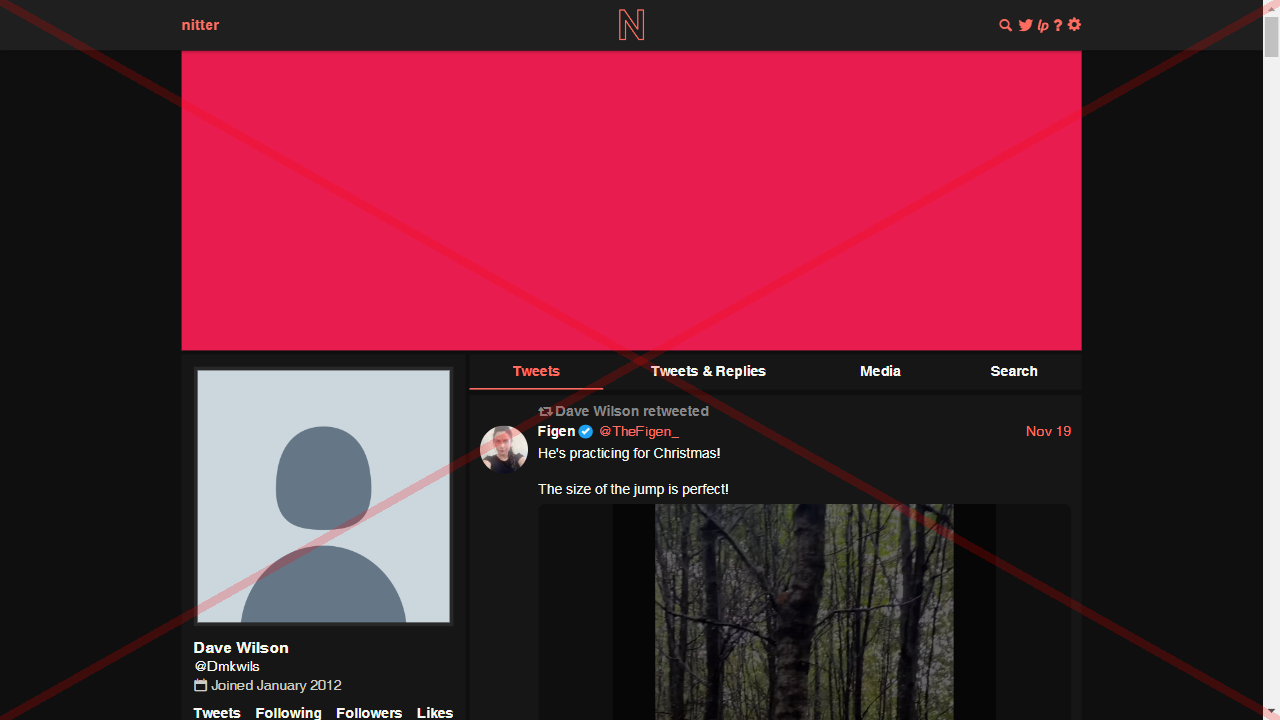 nitter
N
lp ?
Tweets Tweets & Replies Media Search
Dave Wilson retweeted
Figen @TheFigen_ Nov 19
He's practicing for Christmas!
The size of the jump is perfect!
Dave Wilson
@Dmkwils
Joined January 2012
Tweets Following Followers Likes